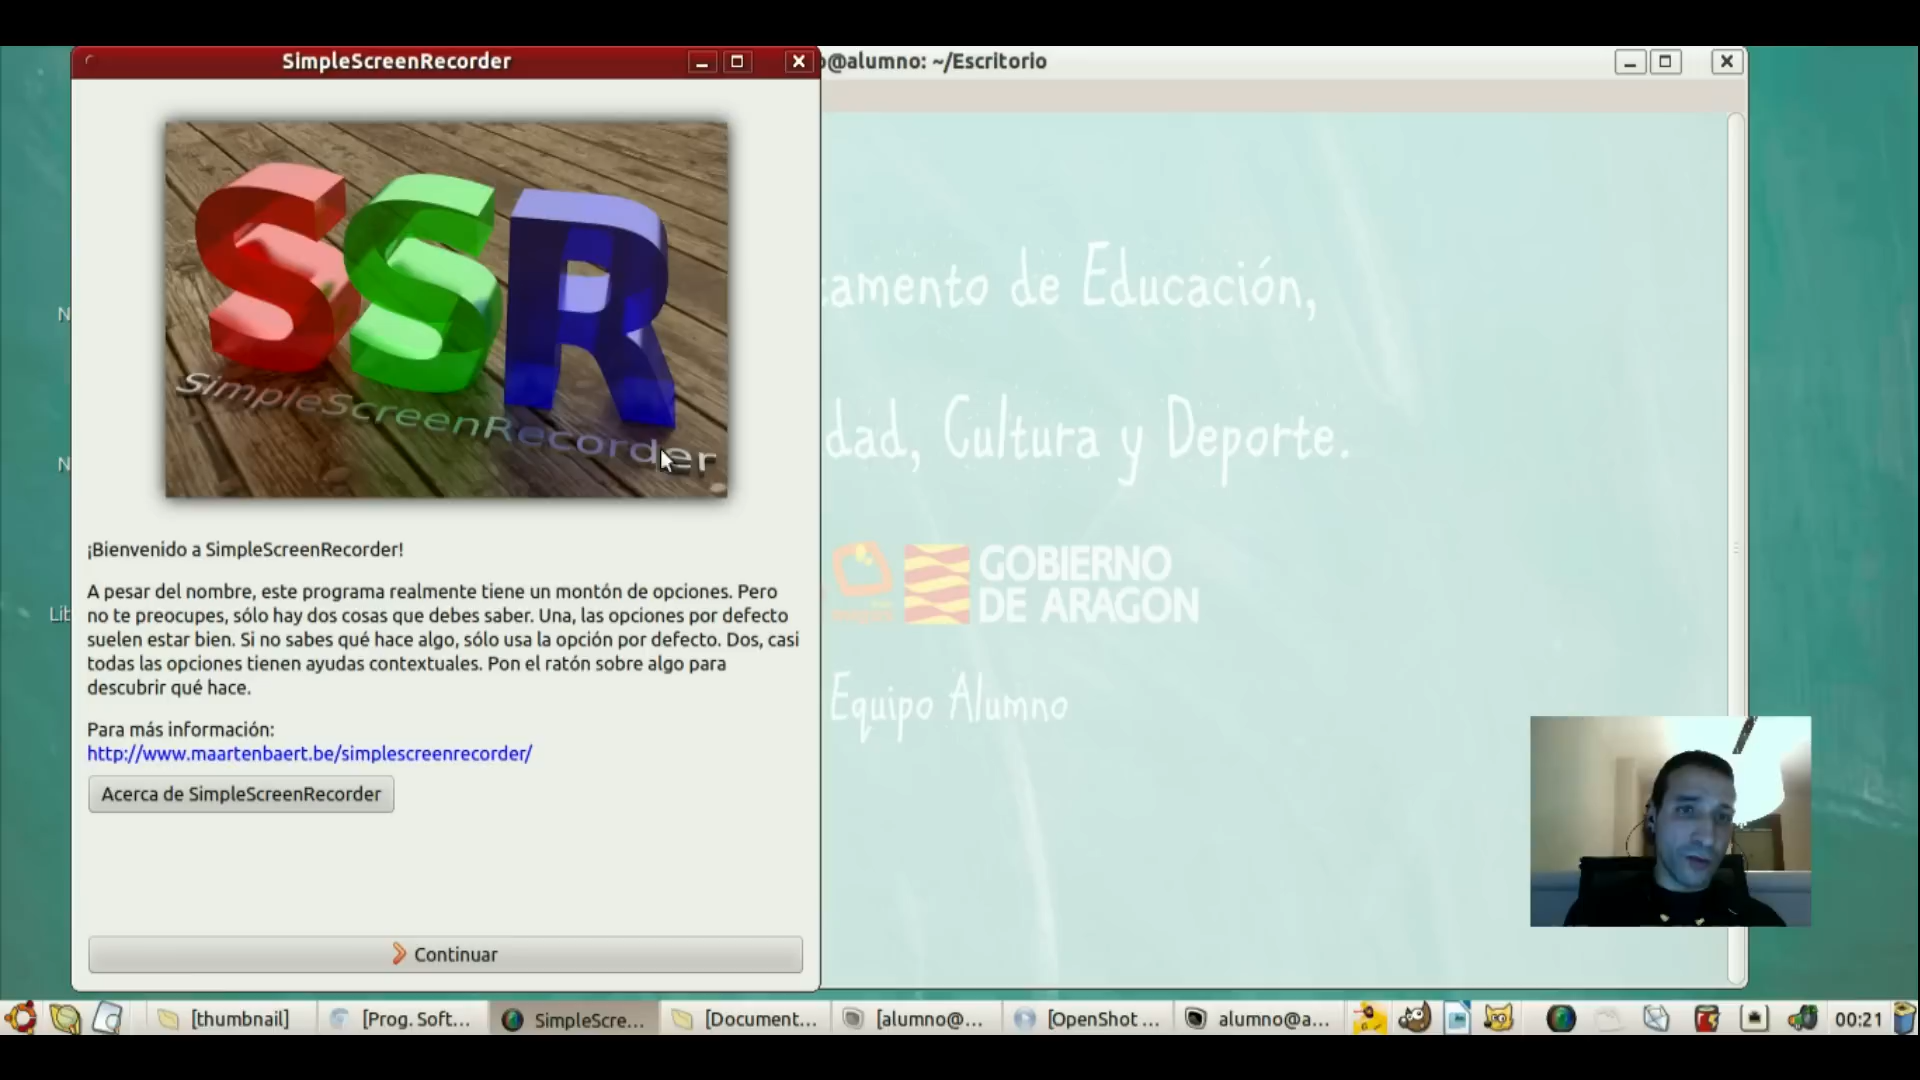 SimpleScreenRecorder
o@alumno: ~/Escritorio
SSR
SimpleScreenRecorder
tamento de Educación,
dad, Cultura y Deporte.
GOBIERNO
DE ARAGON
Equipo Alumno
N
N
Lib
¡Bienvenido a SimpleScreenRecorder!
A pesar del nombre, este programa realmente tiene un montón de opciones. Pero
no te preocupes, sólo hay dos cosas que debes saber. Una, las opciones por defecto
suelen estar bien. Si no sabes qué hace algo, sólo usa la opción por defecto. Dos, casi
todas las opciones tienen ayudas contextuales. Pon el ratón sobre algo para
descubrir qué hace.
Para más información:
http://www.maartenbaert.be/simplescreenrecorder/
Acerca de SimpleScreenRecorder
Continuar
[thumbnail]
[Prog. Soft...
SimpleScre...
[Document...
[alumno@...
[OpenShot ...
alumno@a...
00:21